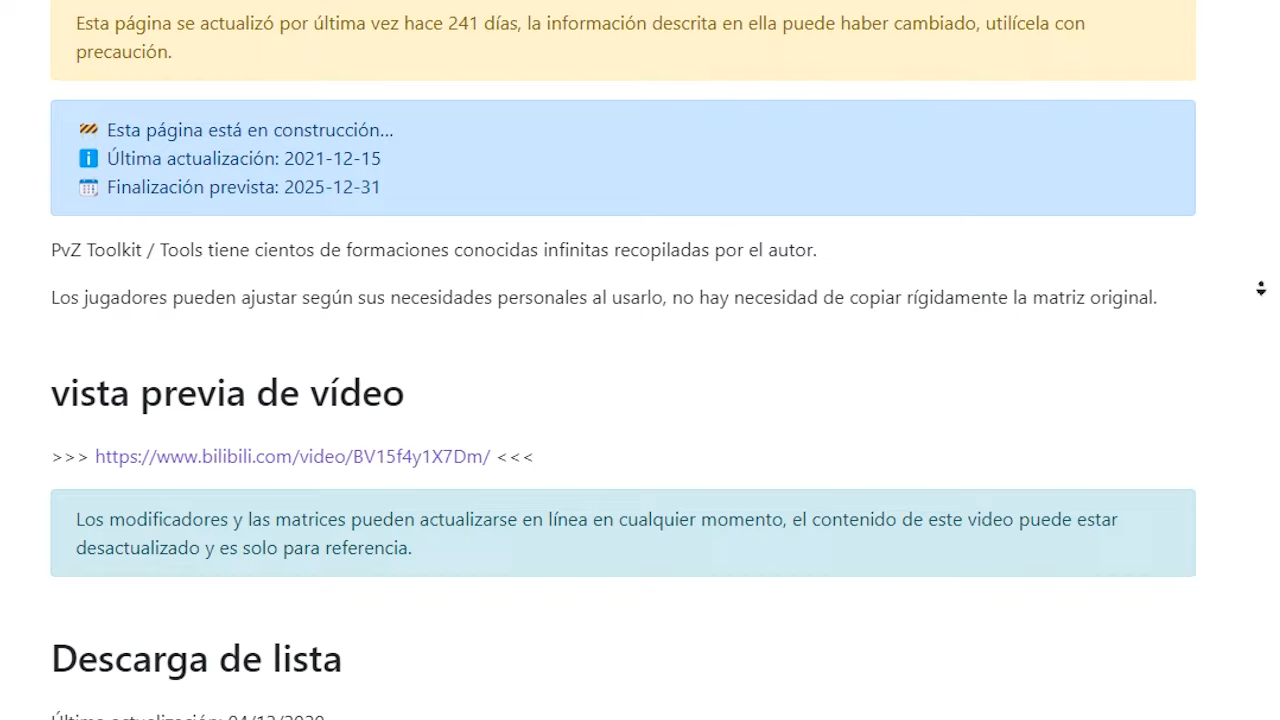 Esta página se actualizó por última vez hace 241 días, la información descrita en ella puede haber cambiado, utilícela con
precaución.
Esta página está en construcción...
Última actualización: 2021-12-15
Finalización prevista: 2025-12-31
PvZ Toolkit / Tools tiene cientos de formaciones conocidas infinitas recopiladas por el autor.
Los jugadores pueden ajustar según sus necesidades personales al usarlo, no hay necesidad de copiar rígidamente la matriz original.
vista previa de vídeo
>>> https://www.bilibili.com/video/BV15f4y1X7Dm/ <<<
Los modificadores y las matrices pueden actualizarse en línea en cualquier momento, el contenido de este video puede estar
desactualizado y es solo para referencia.
Descarga de lista
Última actualización: